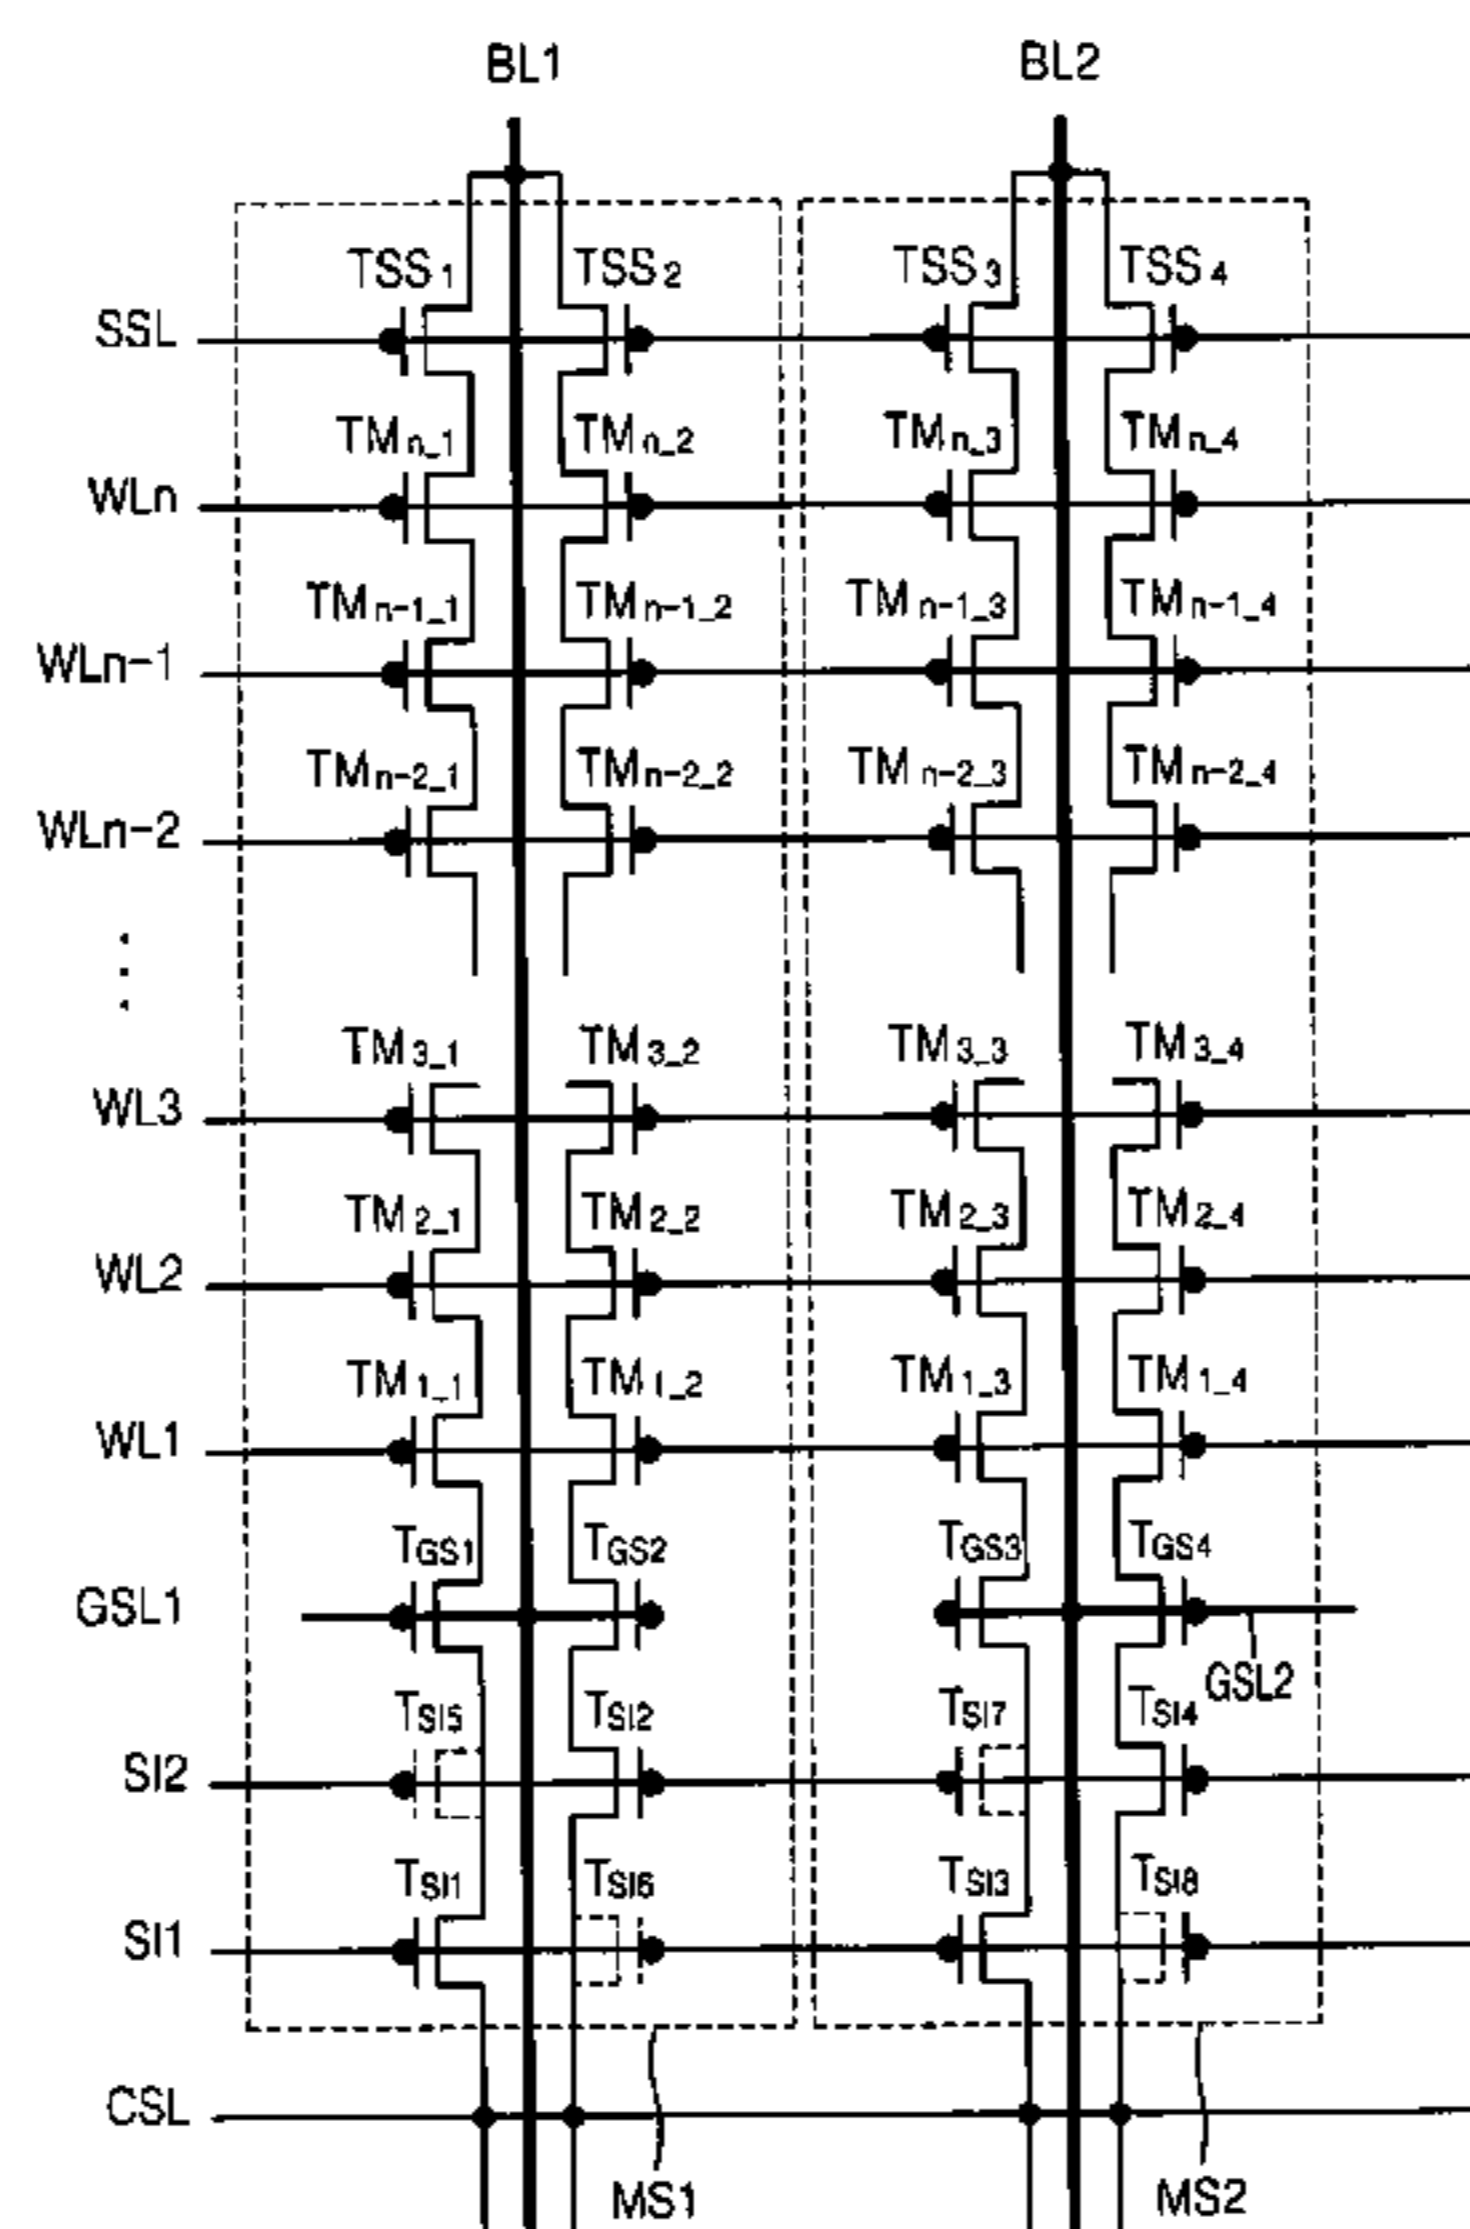 BL1 BL2
TSS1 TSS2 TSS3 TSS4
SSL
TMn_1 TMn_2 TMn_3 TMn_4
WLn
TMn-1_1 TMn-1_2 TMn-1_3 TMn-1_4
WLn-1
TMn-2_1 TMn-2_2 TMn-2_3 TMn-2_4
WLn-2
TM3_1 TM3_2 TM3_3 TM3_4
WL3
TM2_1 TM2_2 TM2_3 TM2_4
WL2
TM1_1 TM1_2 TM1_3 TM1_4
WL1
TGS1 TGS2 TGS3 TGS4
GSL1
GSL2
TSI5 TSI2 TSI7 TSI4
SI2
TSI1 TSI6 TSI3 TSI8
SI1
CSL
MS1 MS2